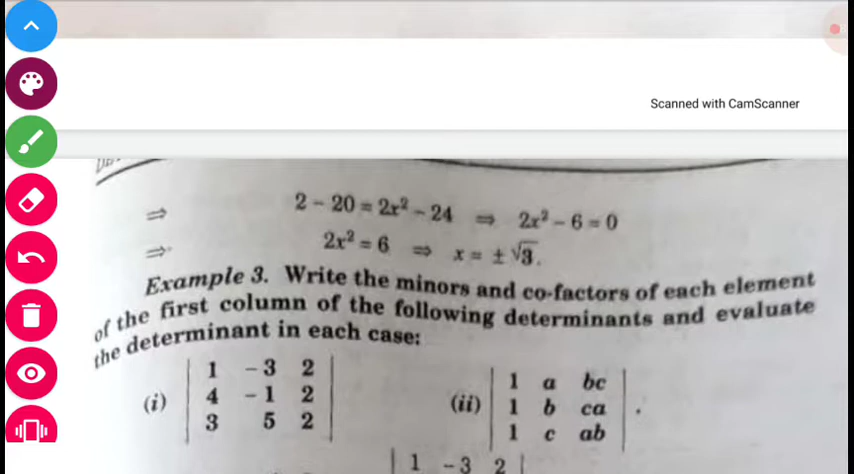 Scanned with CamScanner
⇒ 2 - 20 = 2x² - 24 ⇒ 2x² - 6 = 0
⇒ 2x² = 6 ⇒ x = ± √3.
Example 3. Write the minors and co-factors of each element
of the first column of the following determinants and evaluate
the determinant in each case:
(i) | 1 - 3 2 |
| 4 - 1 2 |
| 3 5 2 |
(ii) | 1 a bc |
| 1 b ca | .
| 1 c ab |
| 1 - 3 2 |